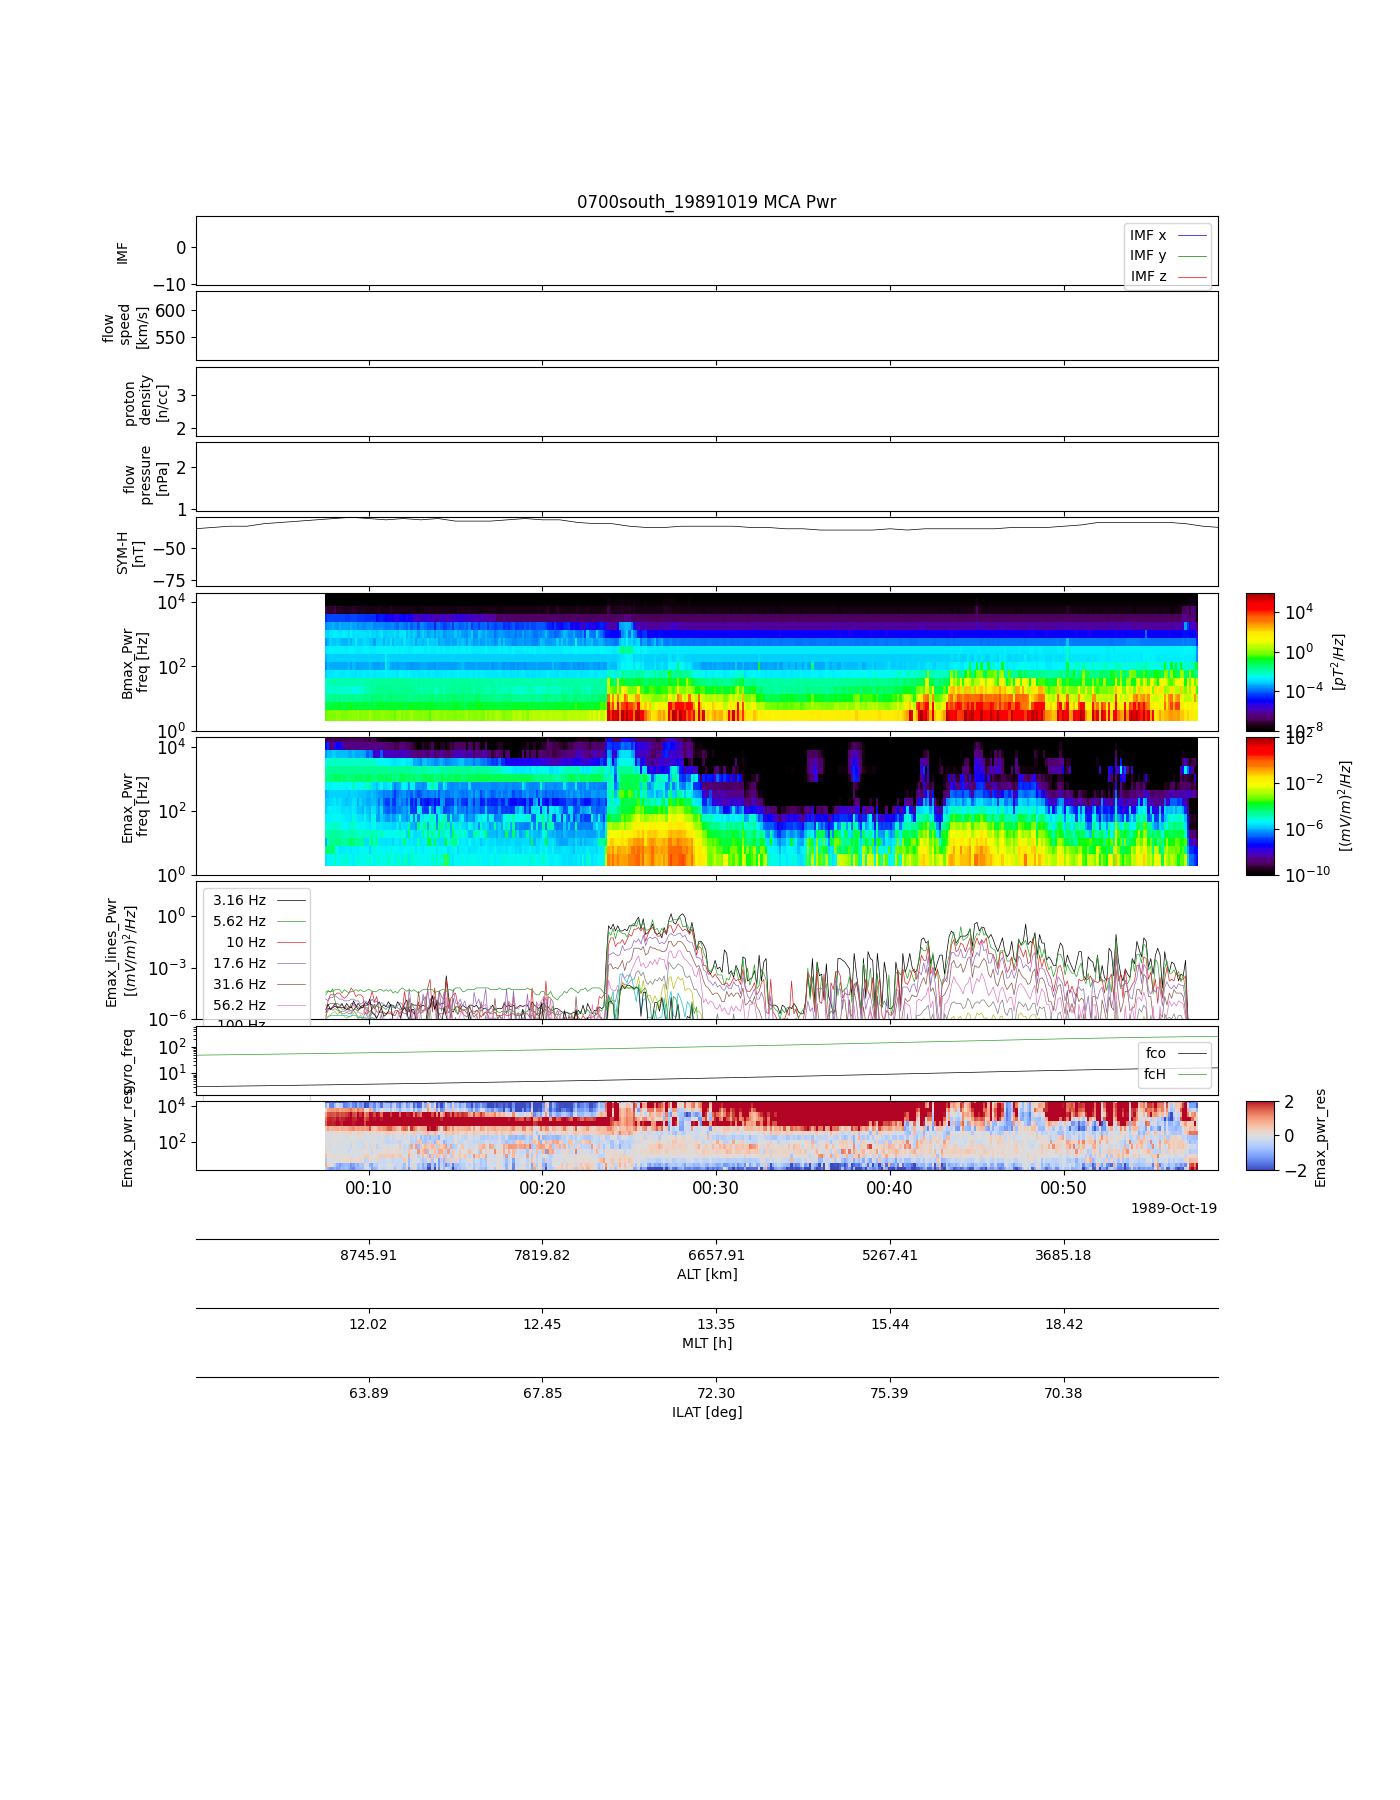 0700south_19891019 MCA Pwr
IMF
0
−10
IMF x
IMF y
IMF z
flow
speed
[km/s]
600
550
proton
density
[n/cc]
3
2
flow
pressure
[nPa]
2
1
SYM-H
[nT]
−50
−75
Bmax_Pwr
freq [Hz]
10^4
10^2
10^0
10^4
10^0
10^−4
10^−8
[pT^2/Hz]
Emax_Pwr
freq [Hz]
10^4
10^2
10^0
10^2
10^−2
10^−6
10^−10
[(mV/m)^2/Hz]
Emax_lines_Pwr
[(mV/m)^2/Hz]
10^0
10^−3
10^−6
3.16 Hz
5.62 Hz
10 Hz
17.6 Hz
31.6 Hz
56.2 Hz
100 Hz
gyro_freq
10^2
10^1
fco
fcH
Emax_pwr_res
10^4
10^2
2
0
−2
Emax_pwr_res
00:10 00:20 00:30 00:40 00:50
1989-Oct-19
8745.91 7819.82 6657.91 5267.41 3685.18
ALT [km]
12.02 12.45 13.35 15.44 18.42
MLT [h]
63.89 67.85 72.30 75.39 70.38
ILAT [deg]